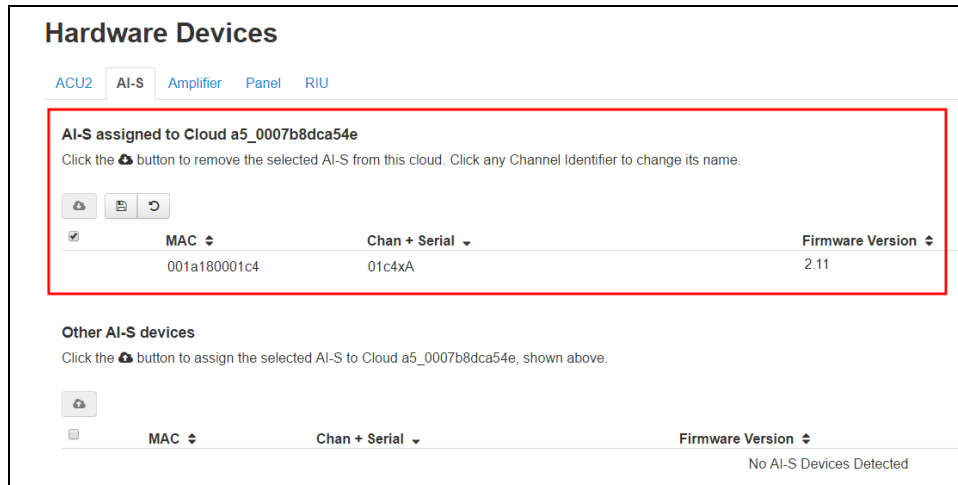 Hardware Devices
ACU2 AI-S Amplifier Panel RIU
AI-S assigned to Cloud a5_0007b8dca54e
Click the button to remove the selected AI-S from this cloud. Click any Channel Identifier to change its name.
MAC Chan + Serial Firmware Version
001a180001c4 01c4xA 2.11
Other AI-S devices
Click the button to assign the selected AI-S to Cloud a5_0007b8dca54e, shown above.
MAC Chan + Serial Firmware Version
No AI-S Devices Detected